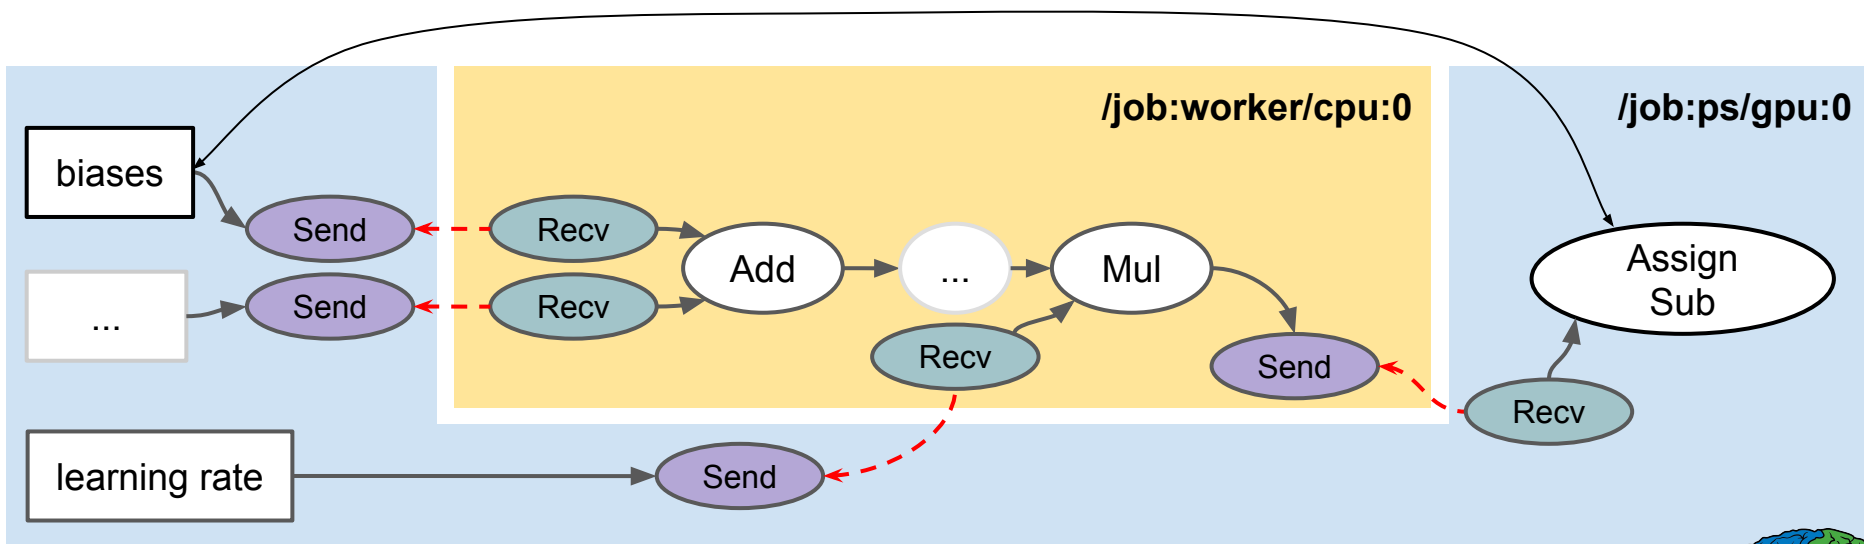 /job:worker/cpu:0
/job:ps/gpu:0
biases
Send
Recv
Add
...
Mul
Assign
Sub
...
Send
Recv
Recv
Send
Recv
learning rate
Send